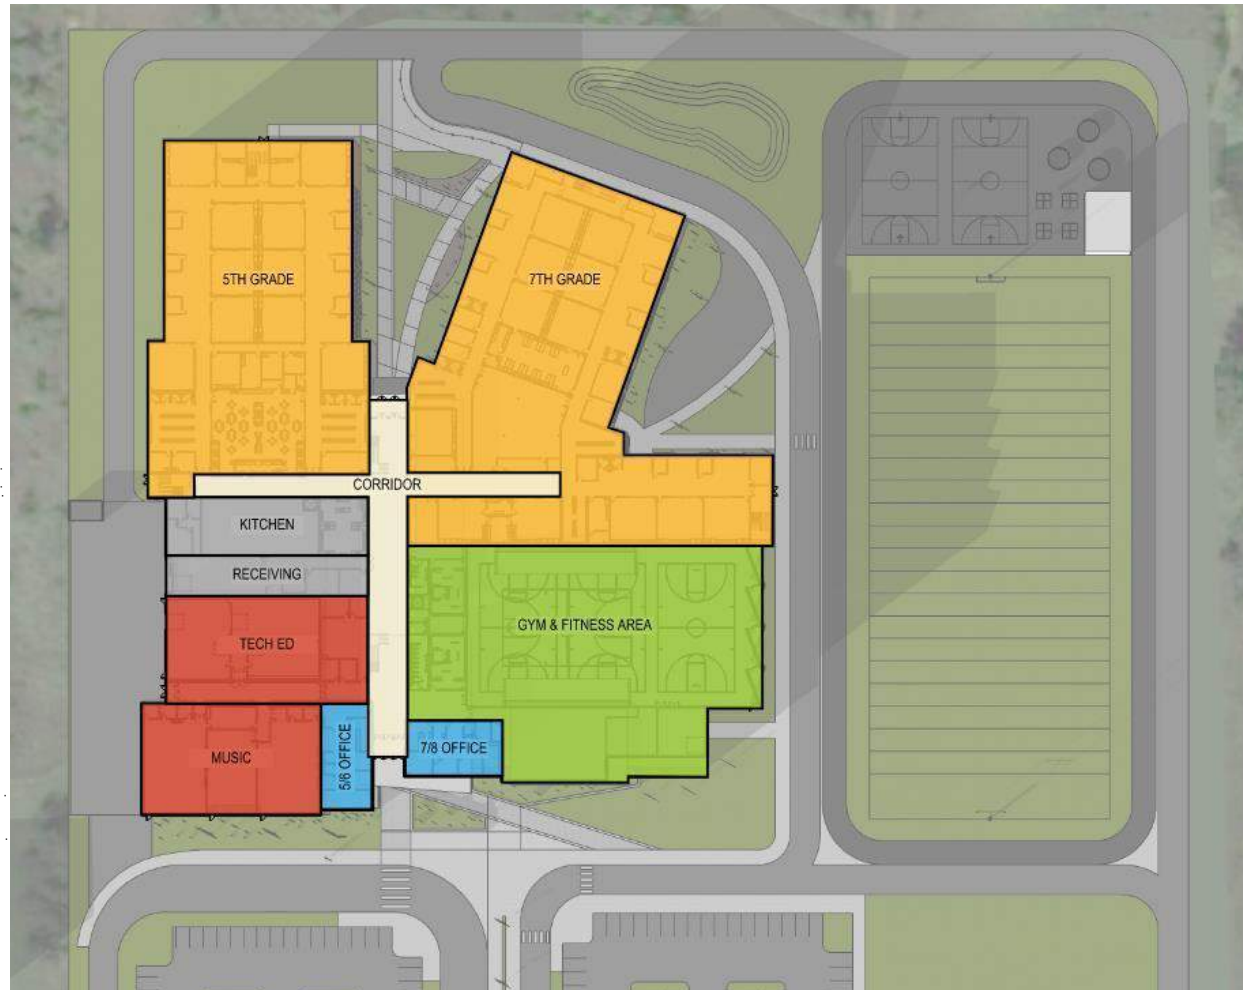 5TH GRADE
7TH GRADE
CORRIDOR
KITCHEN
RECEIVING
TECH ED
GYM & FITNESS AREA
MUSIC
5/6 OFFICE
7/8 OFFICE